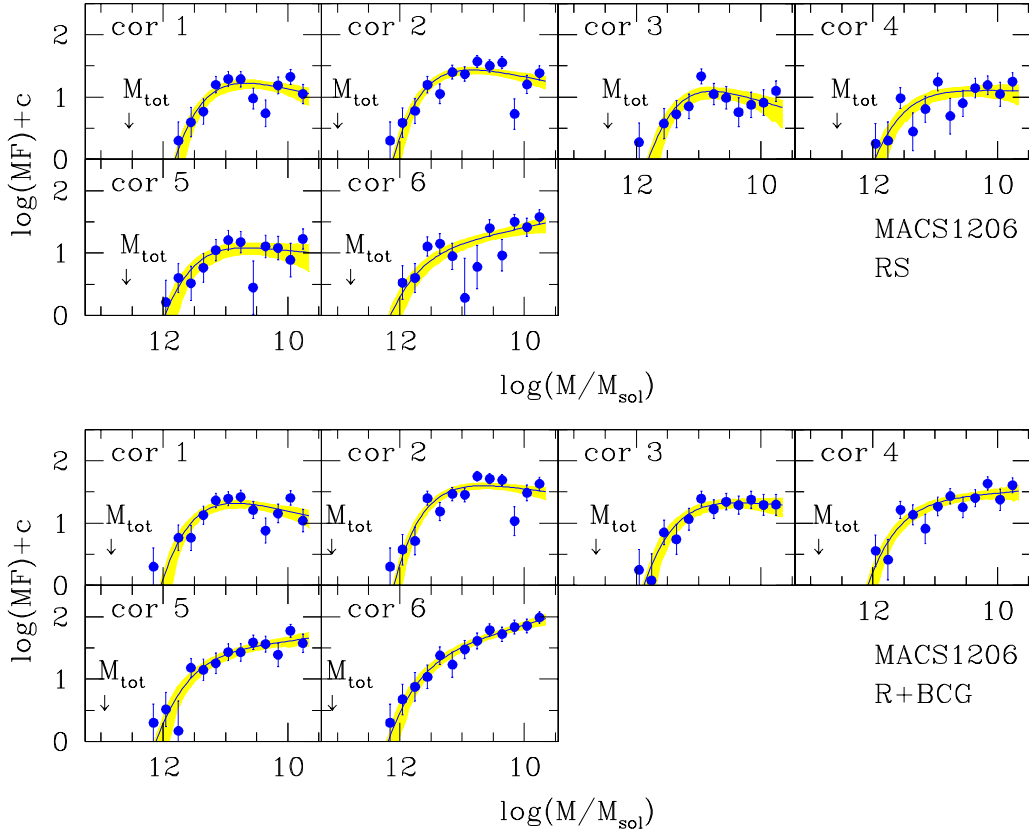 cor 1 cor 2 cor 3 cor 4
M_tot M_tot M_tot M_tot
↓ ↓ ↓ ↓
2
1
0
cor 5 cor 6
M_tot M_tot
↓ ↓
2
1
0
log(MF)+c
MACS1206
RS
12 10 12 10 12 10 12 10
log(M/M_sol)
cor 1 cor 2 cor 3 cor 4
M_tot M_tot M_tot M_tot
↓ ↓ ↓ ↓
2
1
0
cor 5 cor 6
M_tot M_tot
↓ ↓
2
1
0
log(MF)+c
MACS1206
R+BCG
12 10 12 10 12 10 12 10
log(M/M_sol)